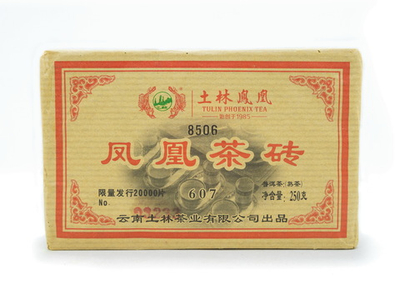 土林鳳凰
TULIN PHOENIX TEA
8506
凤凰茶砖
限量发行20000片
普洱茶(熟茶)
No.
607
净含量: 250克
云南土林茶业有限公司出品